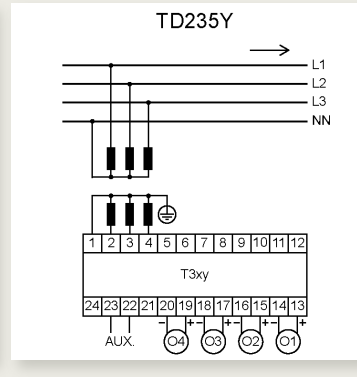 TD235Y
L1
L2
L3
NN
1 2 3 4 5 6 7 8 9 10 11 12
T3xy
24 23 22 21 20 19 18 17 16 15 14 13
AUX. − O4 + − O3 + − O2 + − O1 +